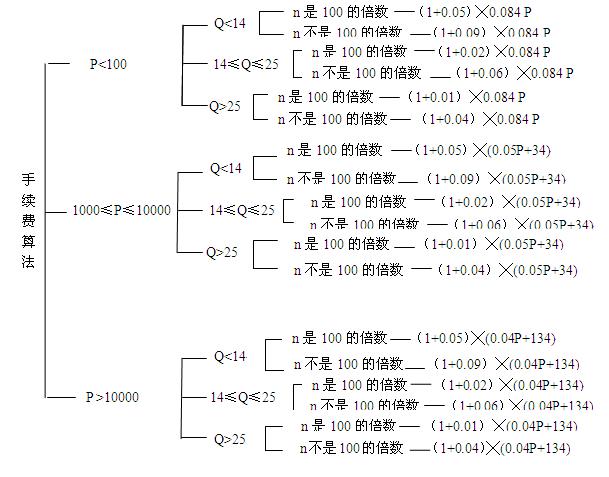 手续费算法
P<100
Q<14
n 是 100 的倍数 (1+0.05)╳0.084 P
n 不是 100 的倍数 (1+0.09)╳0.084 P
14≤Q≤25
n 是 100 的倍数 (1+0.02)╳0.084 P
n 不是 100 的倍数 (1+0.06)╳0.084 P
Q>25
n 是 100 的倍数 (1+0.01)╳0.084 P
n 不是 100 的倍数 (1+0.04)╳0.084 P
1000≤P≤10000
Q<14
n 是 100 的倍数 (1+0.05)╳(0.05P+34)
n 不是 100 的倍数 (1+0.09)╳(0.05P+34)
14≤Q≤25
n 是 100 的倍数 (1+0.02)╳(0.05P+34)
n 不是 100 的倍数 (1+0.06)╳(0.05P+34)
Q>25
n 是 100 的倍数 (1+0.01)╳(0.05P+34)
n 不是 100 的倍数 (1+0.04)╳(0.05P+34)
P>10000
Q<14
n 是 100 的倍数 (1+0.05)╳(0.04P+134)
n 不是 100 的倍数 (1+0.09)╳(0.04P+134)
14≤Q≤25
n 是 100 的倍数 (1+0.02)╳(0.04P+134)
n 不是 100 的倍数 (1+0.06)╳(0.04P+134)
Q>25
n 是 100 的倍数 (1+0.01)╳(0.04P+134)
n 不是 100 的倍数 (1+0.04)╳(0.04P+134)